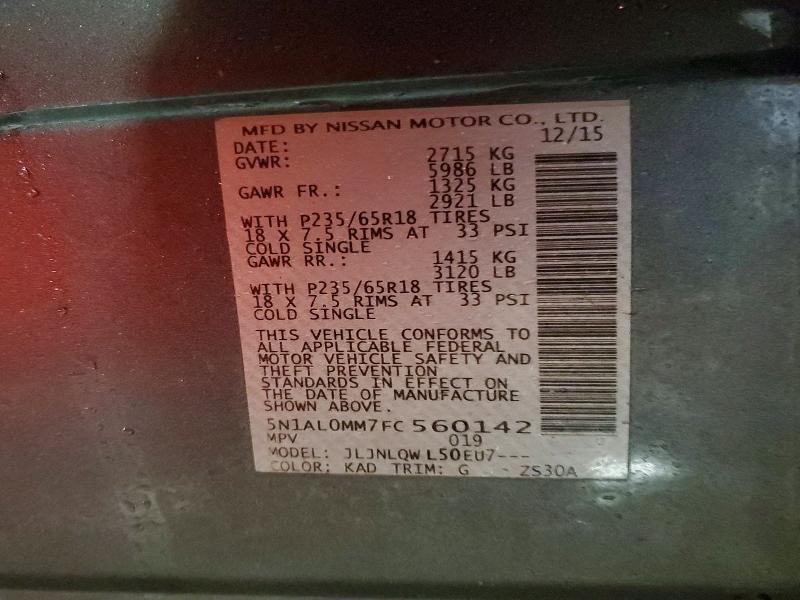 MFD BY NISSAN MOTOR CO., LTD.
DATE: 12/15
GVWR: 2715 KG
5986 LB
GAWR FR.: 1325 KG
2921 LB
WITH P235/65R18 TIRES
18 X 7.5 RIMS AT 33 PSI
COLD SINGLE
GAWR RR.: 1415 KG
3120 LB
WITH P235/65R18 TIRES
18 X 7.5 RIMS AT 33 PSI
COLD SINGLE
THIS VEHICLE CONFORMS TO
ALL APPLICABLE FEDERAL
MOTOR VEHICLE SAFETY AND
THEFT PREVENTION
STANDARDS IN EFFECT ON
THE DATE OF MANUFACTURE
SHOWN ABOVE.
5N1AL0MM7FC560142
MPV 019
MODEL: JLJNLQWL50EU7---
COLOR: KAD TRIM: G - ZS30A